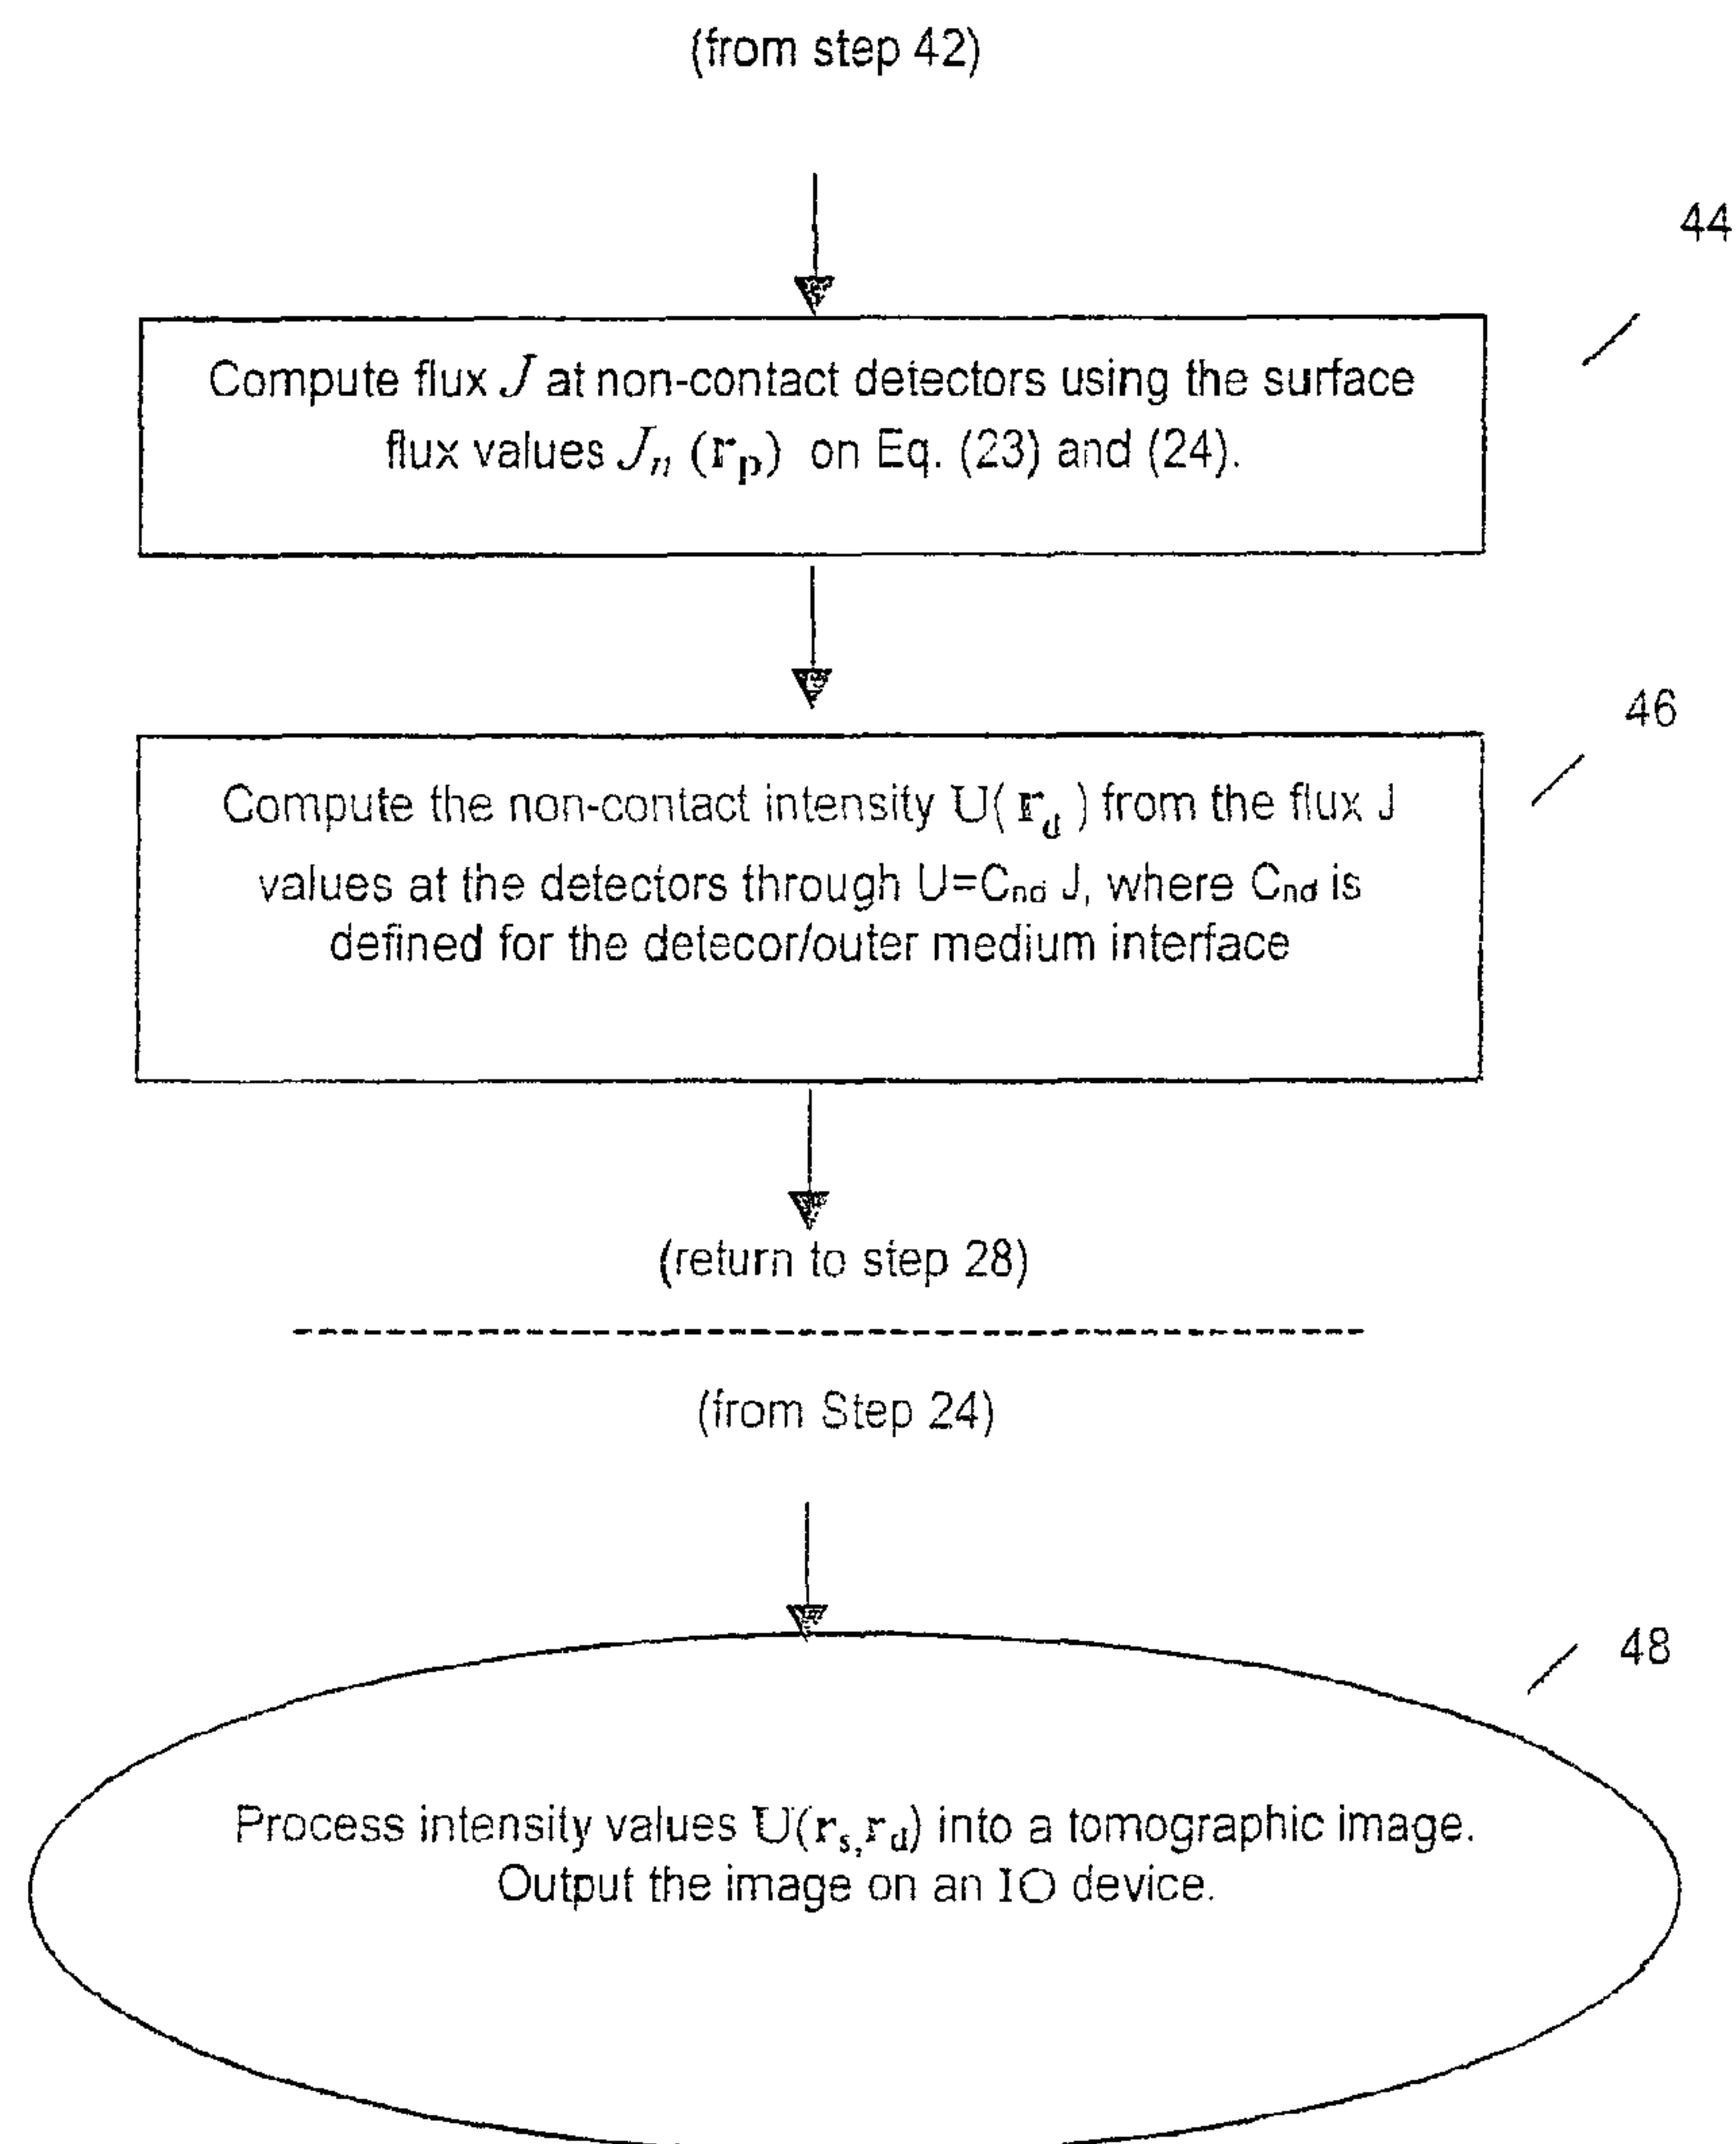 (from step 42)
44
Compute flux J at non-contact detectors using the surface
flux values Jn (rp) on Eq. (23) and (24).
46
Compute the non-contact intensity U( rd ) from the flux J
values at the detectors through U=Cnd J, where Cnd is
defined for the detecor/outer medium interface
(return to step 28)
(from Step 24)
48
Process intensity values U(rs,rd) into a tomographic image.
Output the image on an IO device.